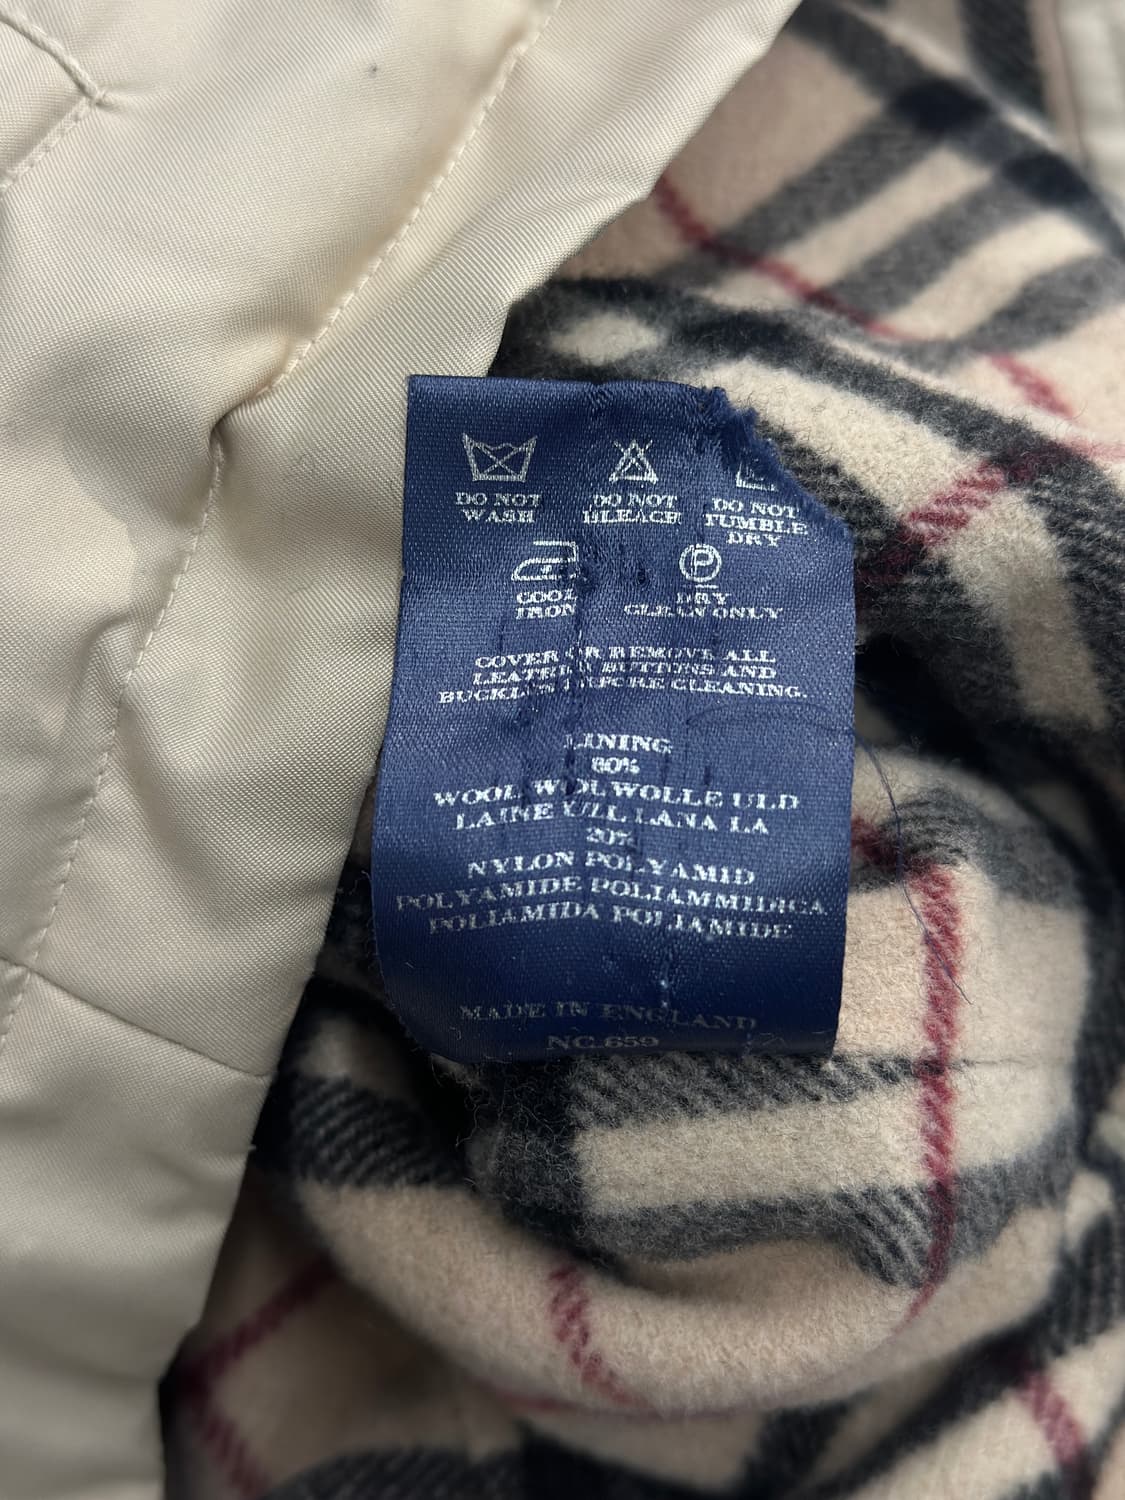 DO NOT
WASH
DO NOT
BLEACH
DO NOT
TUMBLE
DRY
COOL
IRON
P
DRY
CLEAN ONLY
COVER OR REMOVE ALL
LEATHER BUTTONS AND
BUCKLES BEFORE CLEANING.
LINING
80%
WOOL WOL WOLLE ULD
LAINE ULL LANA LA
20%
NYLON POLYAMID
POLYAMIDE POLIAMMIDICA
POLIAMIDA POLIAMIDE
MADE IN ENGLAND
NC.659